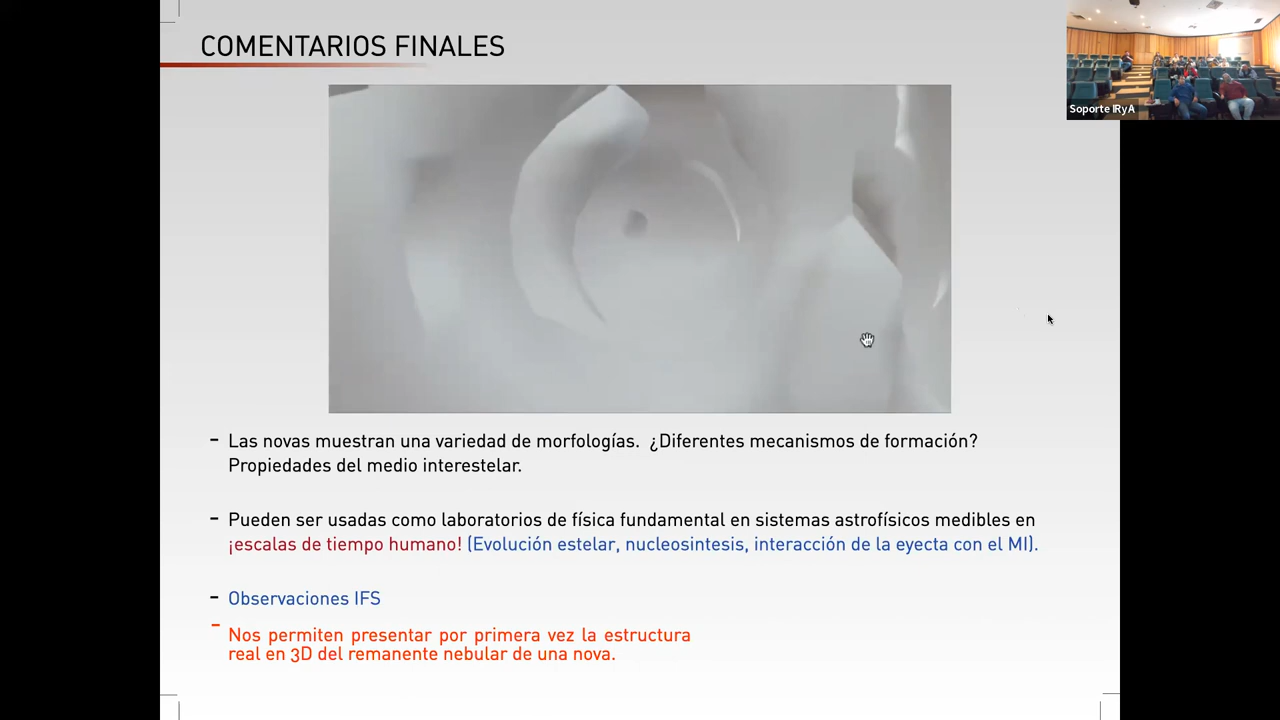 COMENTARIOS FINALES
Soporte IRyA
- Las novas muestran una variedad de morfologías. ¿Diferentes mecanismos de formación?
Propiedades del medio interestelar.
- Pueden ser usadas como laboratorios de física fundamental en sistemas astrofísicos medibles en
¡escalas de tiempo humano! (Evolución estelar, nucleosintesis, interacción de la eyecta con el MI).
- Observaciones IFS
- Nos permiten presentar por primera vez la estructura
real en 3D del remanente nebular de una nova.